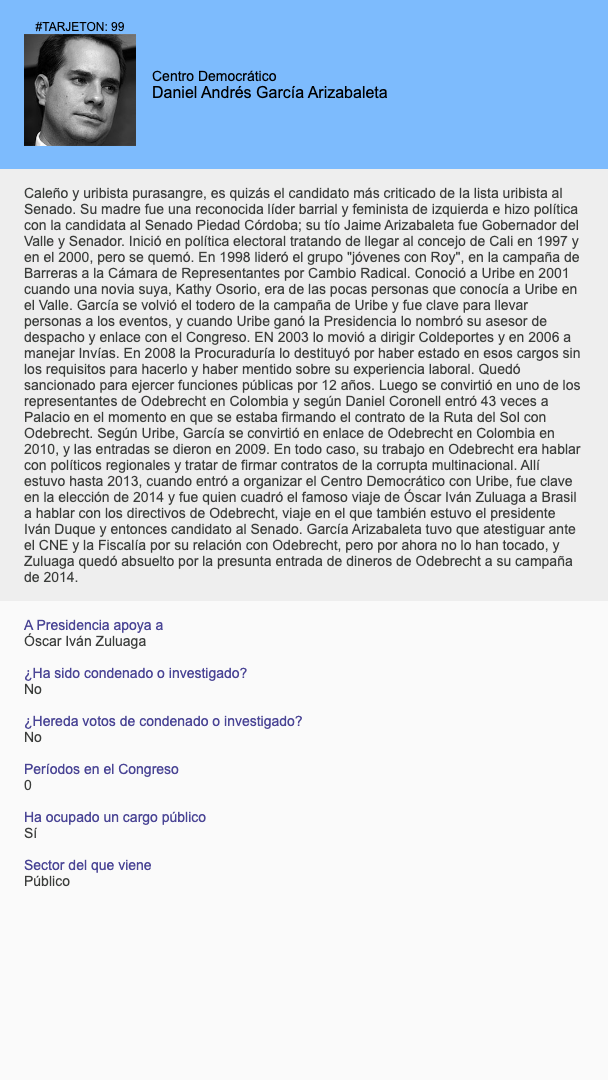 #TARJETON: 99
Centro Democrático
Daniel Andrés García Arizabaleta
Caleño y uribista purasangre, es quizás el candidato más criticado de la lista uribista al
Senado. Su madre fue una reconocida líder barrial y feminista de izquierda e hizo política
con la candidata al Senado Piedad Córdoba; su tío Jaime Arizabaleta fue Gobernador del
Valle y Senador. Inició en política electoral tratando de llegar al concejo de Cali en 1997 y
en el 2000, pero se quemó. En 1998 lideró el grupo "jóvenes con Roy", en la campaña de
Barreras a la Cámara de Representantes por Cambio Radical. Conoció a Uribe en 2001
cuando una novia suya, Kathy Osorio, era de las pocas personas que conocía a Uribe en
el Valle. García se volvió el todero de la campaña de Uribe y fue clave para llevar
personas a los eventos, y cuando Uribe ganó la Presidencia lo nombró su asesor de
despacho y enlace con el Congreso. EN 2003 lo movió a dirigir Coldeportes y en 2006 a
manejar Invías. En 2008 la Procuraduría lo destituyó por haber estado en esos cargos sin
los requisitos para hacerlo y haber mentido sobre su experiencia laboral. Quedó
sancionado para ejercer funciones públicas por 12 años. Luego se convirtió en uno de los
representantes de Odebrecht en Colombia y según Daniel Coronell entró 43 veces a
Palacio en el momento en que se estaba firmando el contrato de la Ruta del Sol con
Odebrecht. Según Uribe, García se convirtió en enlace de Odebrecht en Colombia en
2010, y las entradas se dieron en 2009. En todo caso, su trabajo en Odebrecht era hablar
con políticos regionales y tratar de firmar contratos de la corrupta multinacional. Allí
estuvo hasta 2013, cuando entró a organizar el Centro Democrático con Uribe, fue clave
en la elección de 2014 y fue quien cuadró el famoso viaje de Óscar Iván Zuluaga a Brasil
a hablar con los directivos de Odebrecht, viaje en el que también estuvo el presidente
Iván Duque y entonces candidato al Senado. García Arizabaleta tuvo que atestiguar ante
el CNE y la Fiscalía por su relación con Odebrecht, pero por ahora no lo han tocado, y
Zuluaga quedó absuelto por la presunta entrada de dineros de Odebrecht a su campaña
de 2014.
A Presidencia apoya a
Óscar Iván Zuluaga
¿Ha sido condenado o investigado?
No
¿Hereda votos de condenado o investigado?
No
Períodos en el Congreso
0
Ha ocupado un cargo público
Sí
Sector del que viene
Público